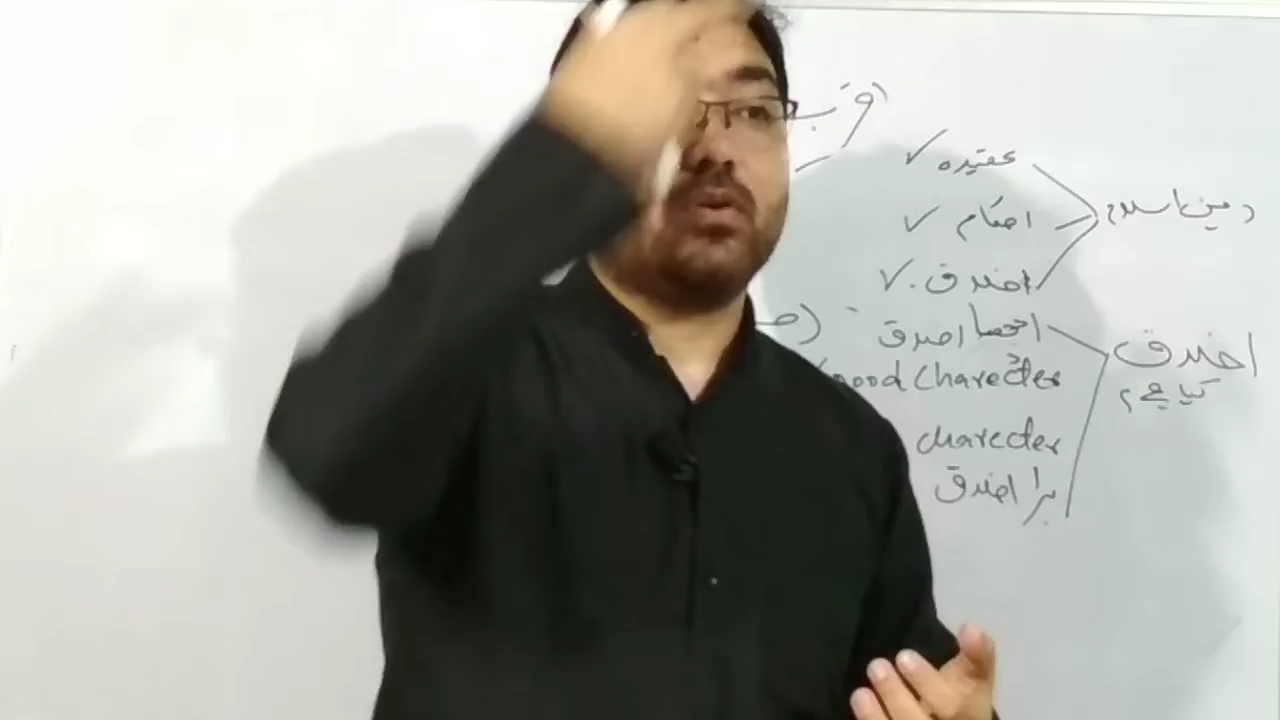 دین اسلام
عقیدہ ✓
احکام ✓
اخلاق ✓
اخلاق
کیا ہے؟
اچھا اخلاق
good Charecter
charecter
برا اخلاق